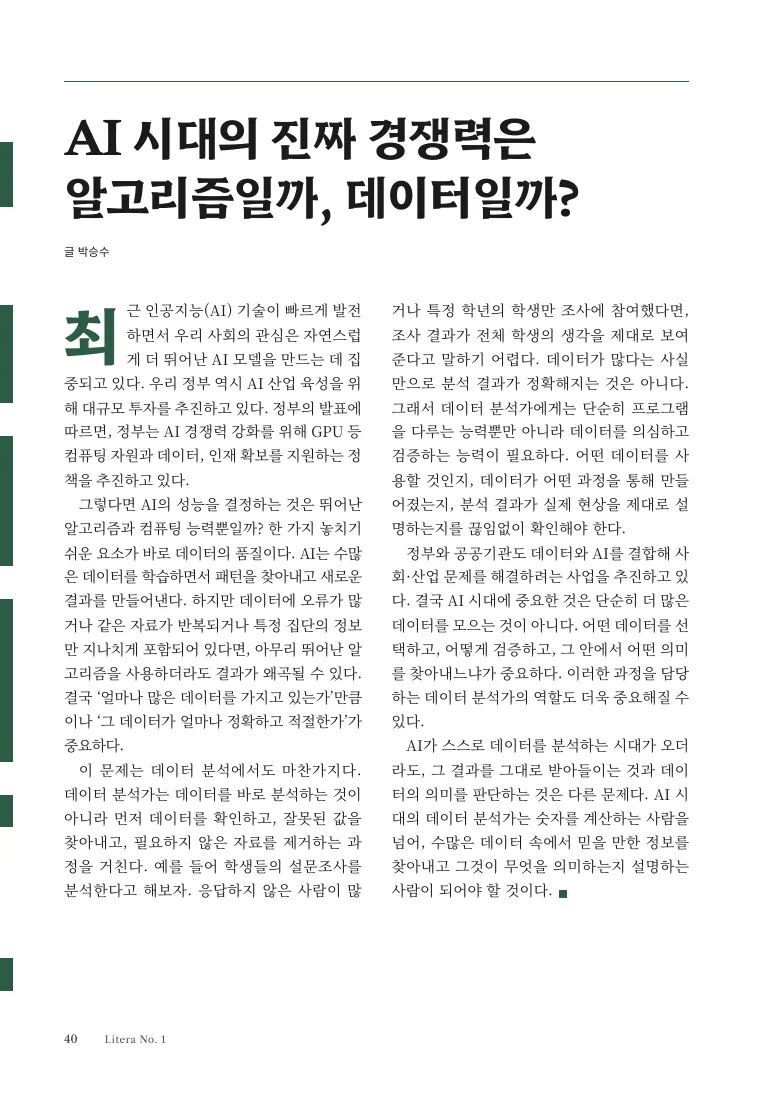 AI 시대의 진짜 경쟁력은
알고리즘일까, 데이터일까?
글 박승수
최근 인공지능(AI) 기술이 빠르게 발전
하면서 우리 사회의 관심은 자연스럽
게 더 뛰어난 AI 모델을 만드는 데 집
중되고 있다. 우리 정부 역시 AI 산업 육성을 위
해 대규모 투자를 추진하고 있다. 정부의 발표에
따르면, 정부는 AI 경쟁력 강화를 위해 GPU 등
컴퓨팅 자원과 데이터, 인재 확보를 지원하는 정
책을 추진하고 있다.
그렇다면 AI의 성능을 결정하는 것은 뛰어난
알고리즘과 컴퓨팅 능력뿐일까? 한 가지 놓치기
쉬운 요소가 바로 데이터의 품질이다. AI는 수많
은 데이터를 학습하면서 패턴을 찾아내고 새로운
결과를 만들어낸다. 하지만 데이터에 오류가 많
거나 같은 자료가 반복되거나 특정 집단의 정보
만 지나치게 포함되어 있다면, 아무리 뛰어난 알
고리즘을 사용하더라도 결과가 왜곡될 수 있다.
결국 ‘얼마나 많은 데이터를 가지고 있는가’만큼
이나 ‘그 데이터가 얼마나 정확하고 적절한가’가
중요하다.
이 문제는 데이터 분석에서도 마찬가지다.
데이터 분석가는 데이터를 바로 분석하는 것이
아니라 먼저 데이터를 확인하고, 잘못된 값을
찾아내고, 필요하지 않은 자료를 제거하는 과
정을 거친다. 예를 들어 학생들의 설문조사를
분석한다고 해보자. 응답하지 않은 사람이 많
거나 특정 학년의 학생만 조사에 참여했다면,
조사 결과가 전체 학생의 생각을 제대로 보여
준다고 말하기 어렵다. 데이터가 많다는 사실
만으로 분석 결과가 정확해지는 것은 아니다.
그래서 데이터 분석가에게는 단순히 프로그램
을 다루는 능력뿐만 아니라 데이터를 의심하고
검증하는 능력이 필요하다. 어떤 데이터를 사
용할 것인지, 데이터가 어떤 과정을 통해 만들
어졌는지, 분석 결과가 실제 현상을 제대로 설
명하는지를 끊임없이 확인해야 한다.
정부와 공공기관도 데이터와 AI를 결합해 사
회·산업 문제를 해결하려는 사업을 추진하고 있
다. 결국 AI 시대에 중요한 것은 단순히 더 많은
데이터를 모으는 것이 아니다. 어떤 데이터를 선
택하고, 어떻게 검증하고, 그 안에서 어떤 의미
를 찾아내느냐가 중요하다. 이러한 과정을 담당
하는 데이터 분석가의 역할도 더욱 중요해질 수
있다.
AI가 스스로 데이터를 분석하는 시대가 오더
라도, 그 결과를 그대로 받아들이는 것과 데이
터의 의미를 판단하는 것은 다른 문제다. AI 시
대의 데이터 분석가는 숫자를 계산하는 사람을
넘어, 수많은 데이터 속에서 믿을 만한 정보를
찾아내고 그것이 무엇을 의미하는지 설명하는
사람이 되어야 할 것이다.
40 Litera No. 1